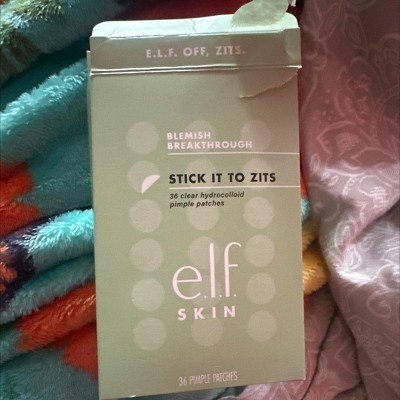 E.L.F. OFF, ZITS.
BLEMISH
BREAKTHROUGH
STICK IT TO ZITS
36 clear hydrocolloid
pimple patches
e.l.f.
SKIN
36 PIMPLE PATCHES